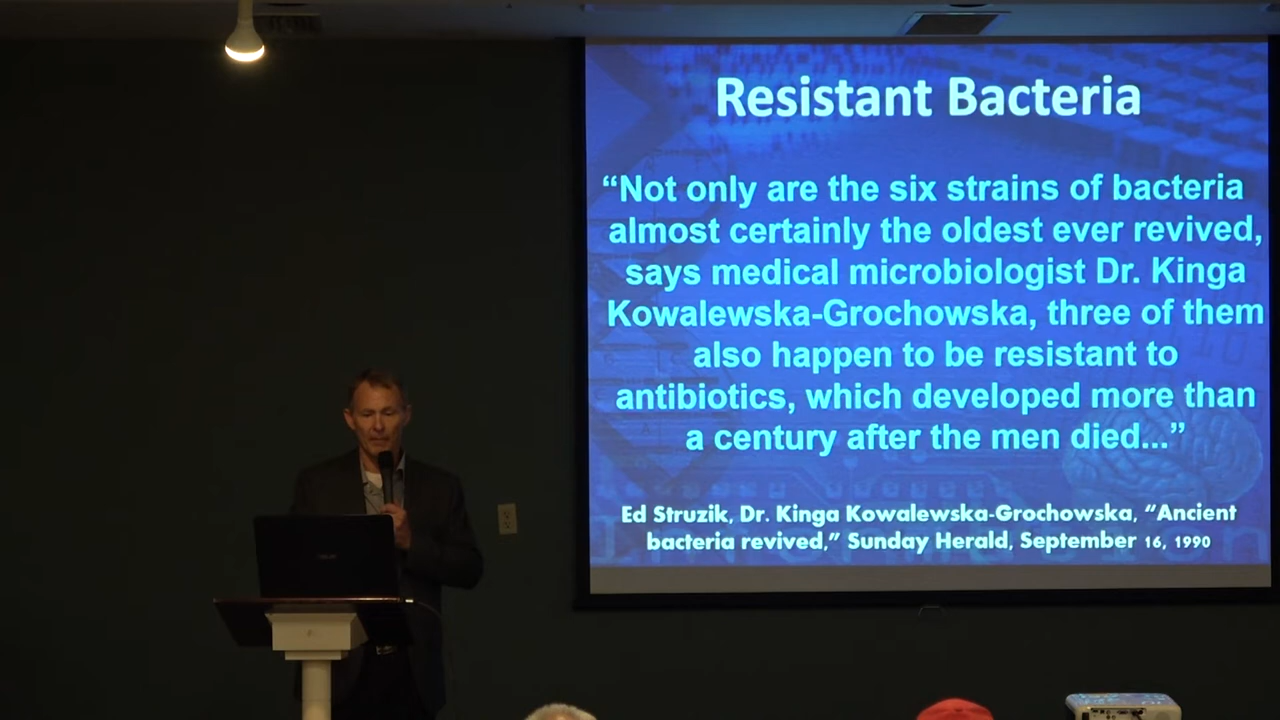 Resistant Bacteria
“Not only are the six strains of bacteria
almost certainly the oldest ever revived,
says medical microbiologist Dr. Kinga
Kowalewska-Grochowska, three of them
also happen to be resistant to
antibiotics, which developed more than
a century after the men died...”
Ed Struzik, Dr. Kinga Kowalewska-Grochowska, “Ancient
bacteria revived,” Sunday Herald, September 16, 1990